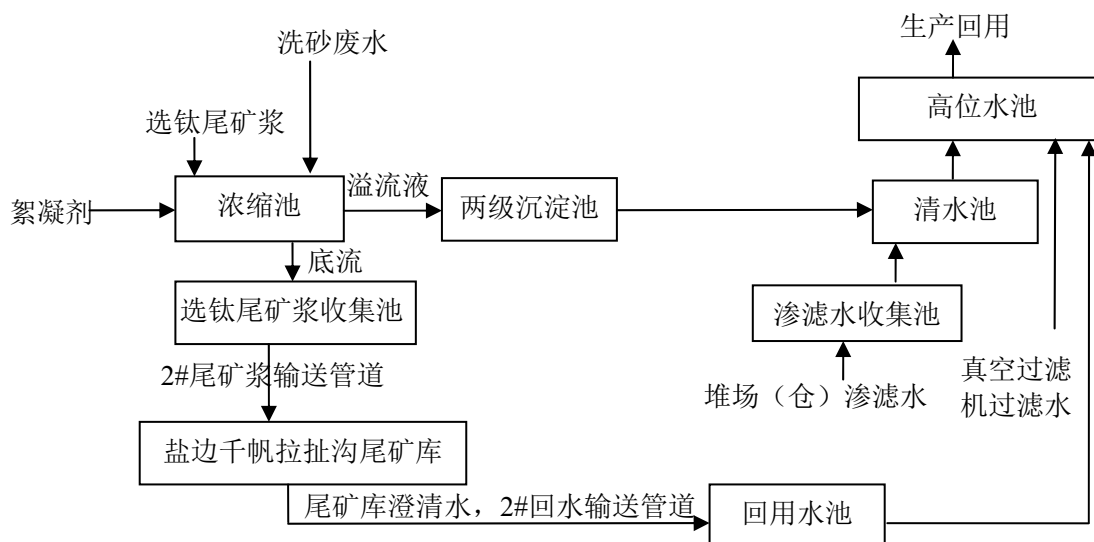 生产回用
洗砂废水
高位水池
选钛尾矿浆
絮凝剂
浓缩池
溢流液
两级沉淀池
清水池
底流
选钛尾矿浆收集池
渗滤水收集池
2#尾矿浆输送管道
堆场（仓）渗滤水
真空过滤
机过滤水
盐边千帆拉扯沟尾矿库
尾矿库澄清水，2#回水输送管道
回用水池